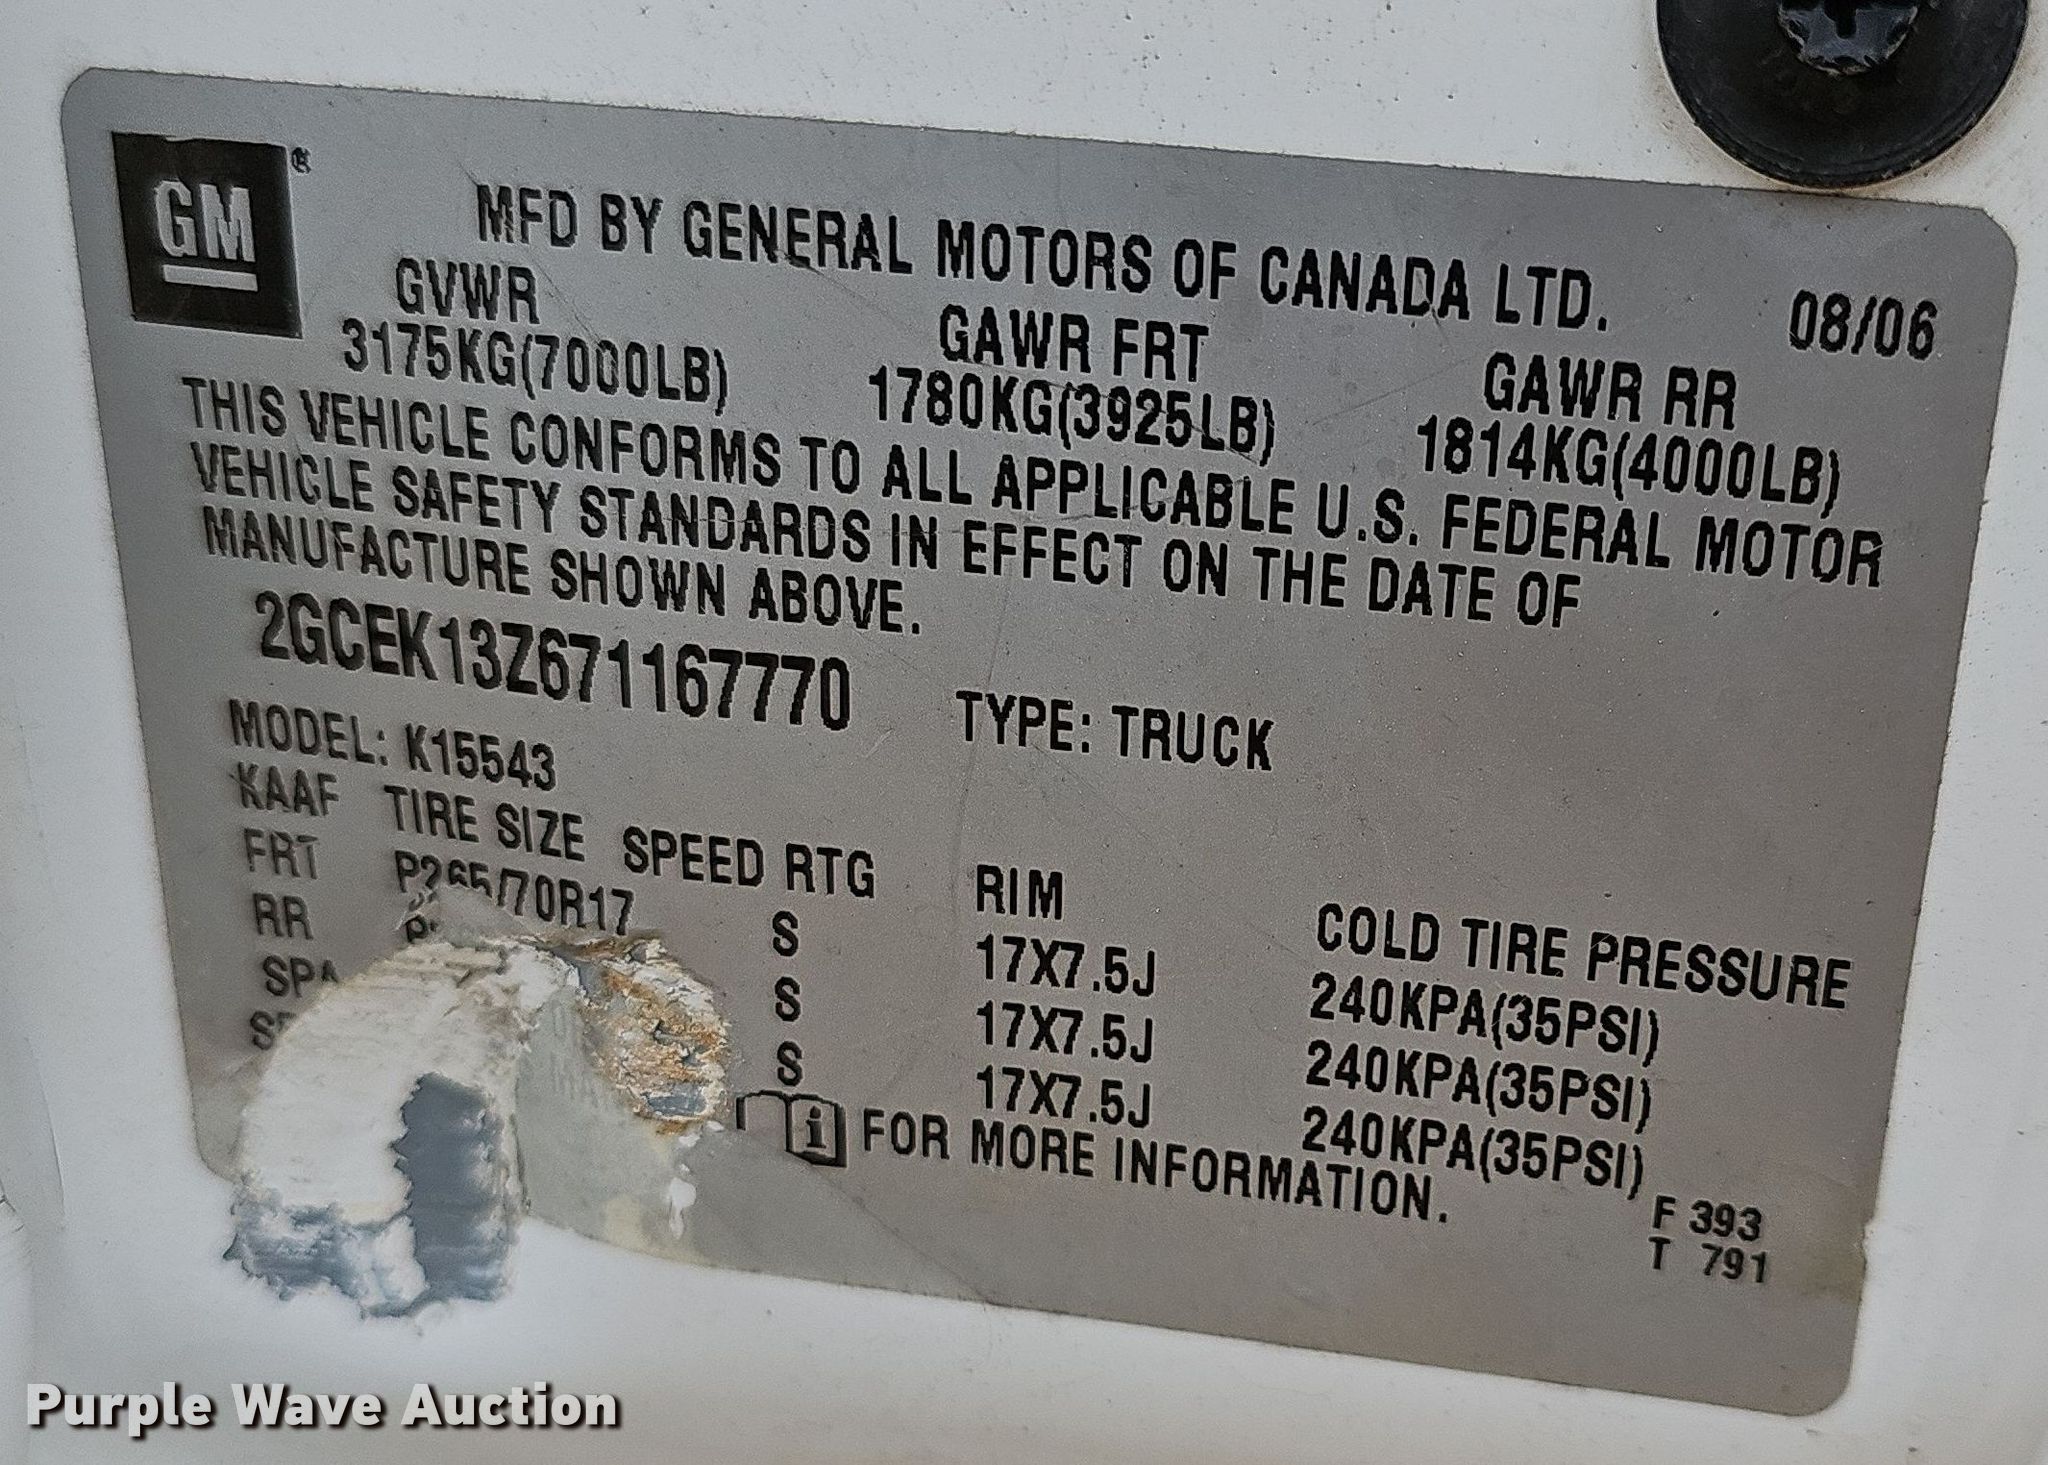 GM ®
MFD BY GENERAL MOTORS OF CANADA LTD.
08/06
GVWR GAWR FRT GAWR RR
3175KG(7000LB) 1780KG(3925LB) 1814KG(4000LB)
THIS VEHICLE CONFORMS TO ALL APPLICABLE U.S. FEDERAL MOTOR
VEHICLE SAFETY STANDARDS IN EFFECT ON THE DATE OF
MANUFACTURE SHOWN ABOVE.
2GCEK13Z671167770 TYPE: TRUCK
MODEL: K15543
KAAF TIRE SIZE SPEED RTG RIM COLD TIRE PRESSURE
FRT P265/70R17 S 17X7.5J 240KPA(35PSI)
RR S 17X7.5J 240KPA(35PSI)
S 17X7.5J 240KPA(35PSI)
i FOR MORE INFORMATION.
F 393
T 791
Purple Wave Auction